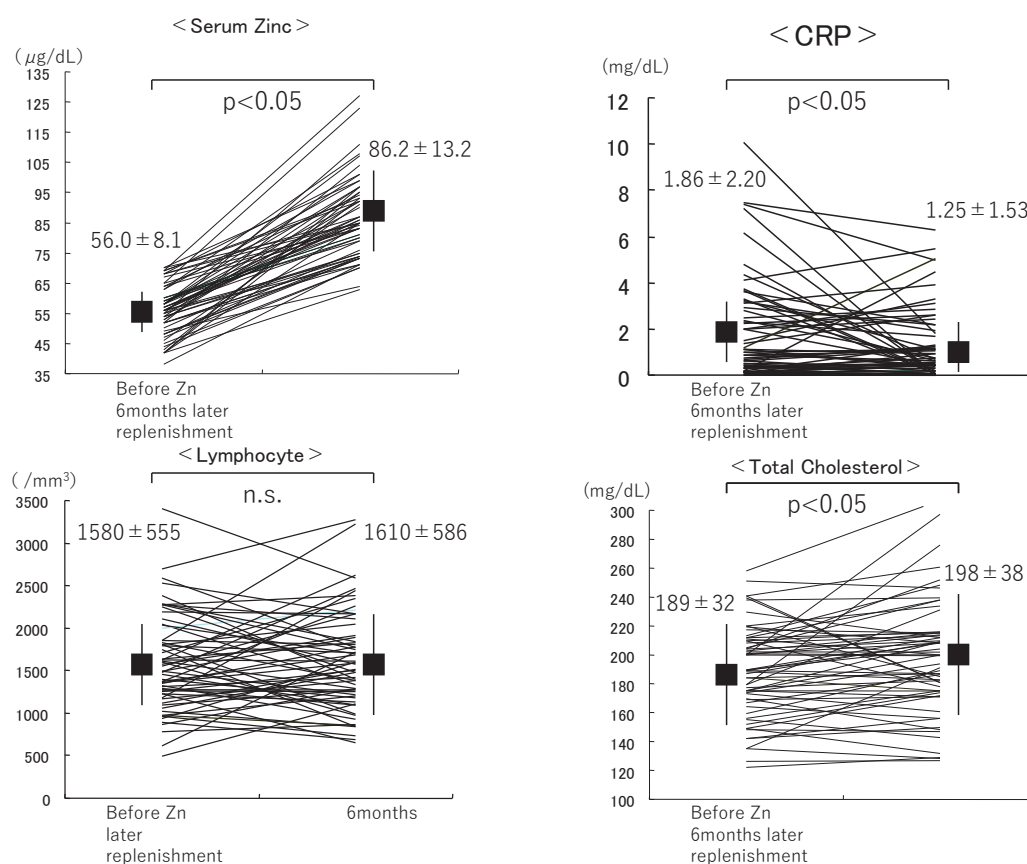 <Serum Zinc>
(μg/dL)
135
125
115
105
95
85
75
65
55
45
35
p<0.05
56.0±8.1
86.2±13.2
Before Zn
6months later
replenishment
<CRP>
(mg/dL)
12
10
8
6
4
2
0
p<0.05
1.86±2.20
1.25±1.53
Before Zn
6months later
replenishment
<Lymphocyte>
(/mm³)
3500
3000
2500
2000
1500
1000
500
0
n.s.
1580±555
1610±586
Before Zn
6months
later
replenishment
<Total Cholesterol>
(mg/dL)
300
280
260
240
220
200
180
160
140
120
100
p<0.05
189±32
198±38
Before Zn
6months later
replenishment